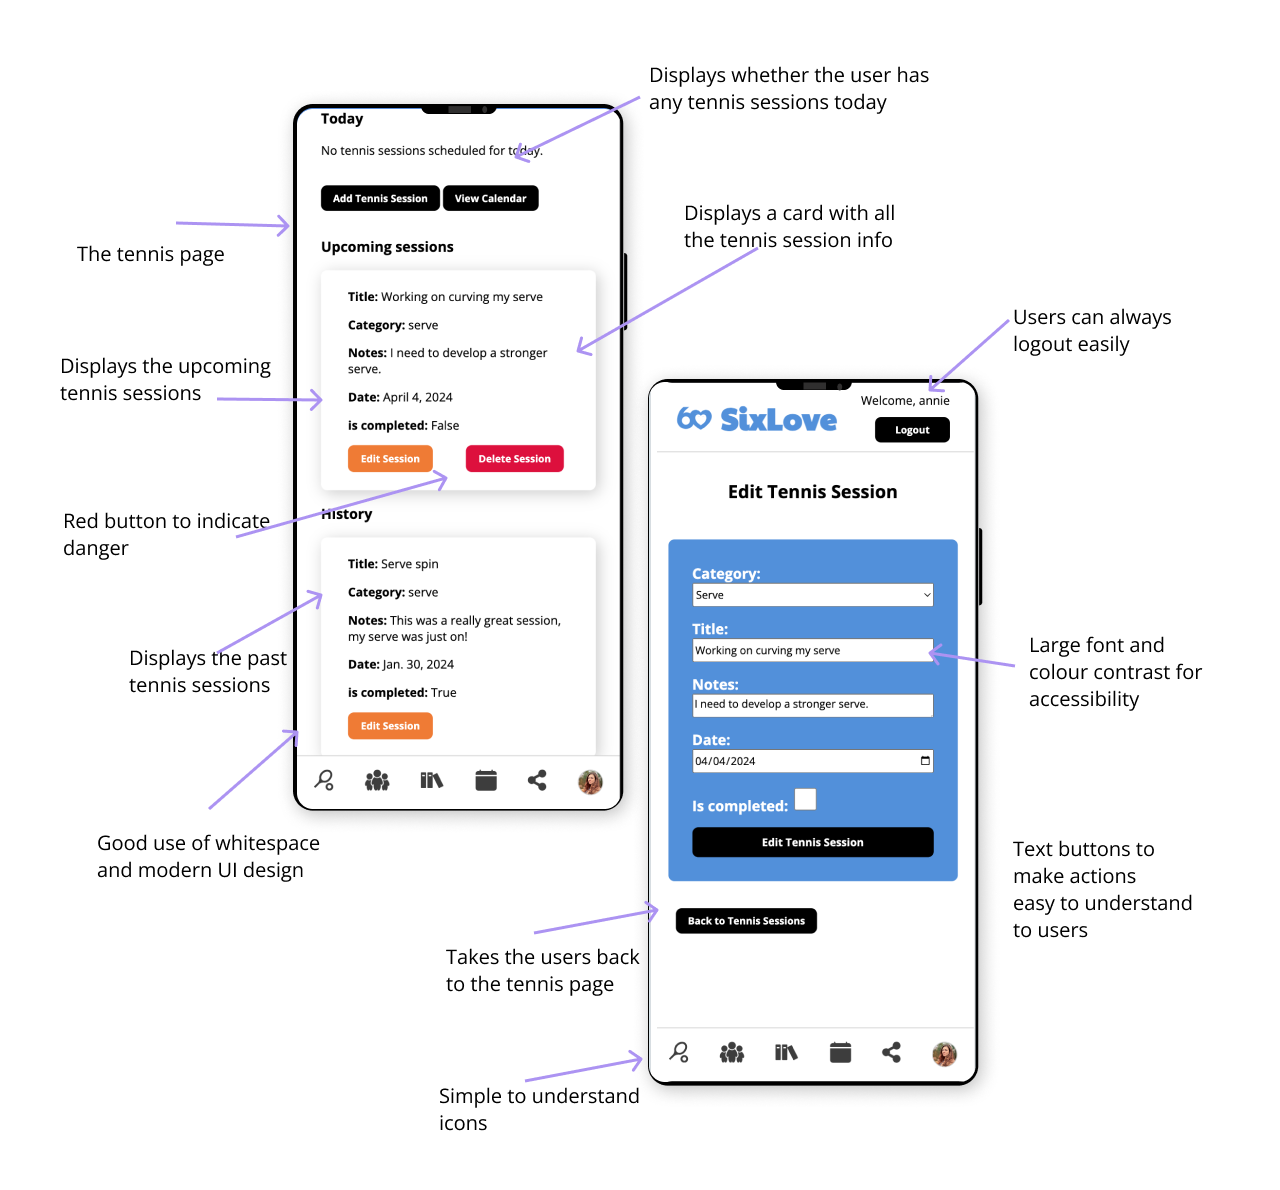 Displays whether the user has
any tennis sessions today
Today
No tennis sessions scheduled for today.
Add Tennis Session
View Calendar
The tennis page
Displays a card with all
the tennis session info
Upcoming sessions
Title: Working on curving my serve
Category: serve
Notes: I need to develop a stronger
serve.
Date: April 4, 2024
is completed: False
Edit Session
Delete Session
Displays the upcoming
tennis sessions
Red button to indicate
danger
History
Title: Serve spin
Category: serve
Notes: This was a really great session,
my serve was just on!
Date: Jan. 30, 2024
is completed: True
Edit Session
Displays the past
tennis sessions
Good use of whitespace
and modern UI design
Users can always
logout easily
Welcome, annie
60 SixLove
Logout
Edit Tennis Session
Category:
Serve
Title:
Working on curving my serve
Notes:
I need to develop a stronger serve.
Date:
04/04/2024
Is completed:
Edit Tennis Session
Back to Tennis Sessions
Large font and
colour contrast for
accessibility
Text buttons to
make actions
easy to understand
to users
Takes the users back
to the tennis page
Simple to understand
icons